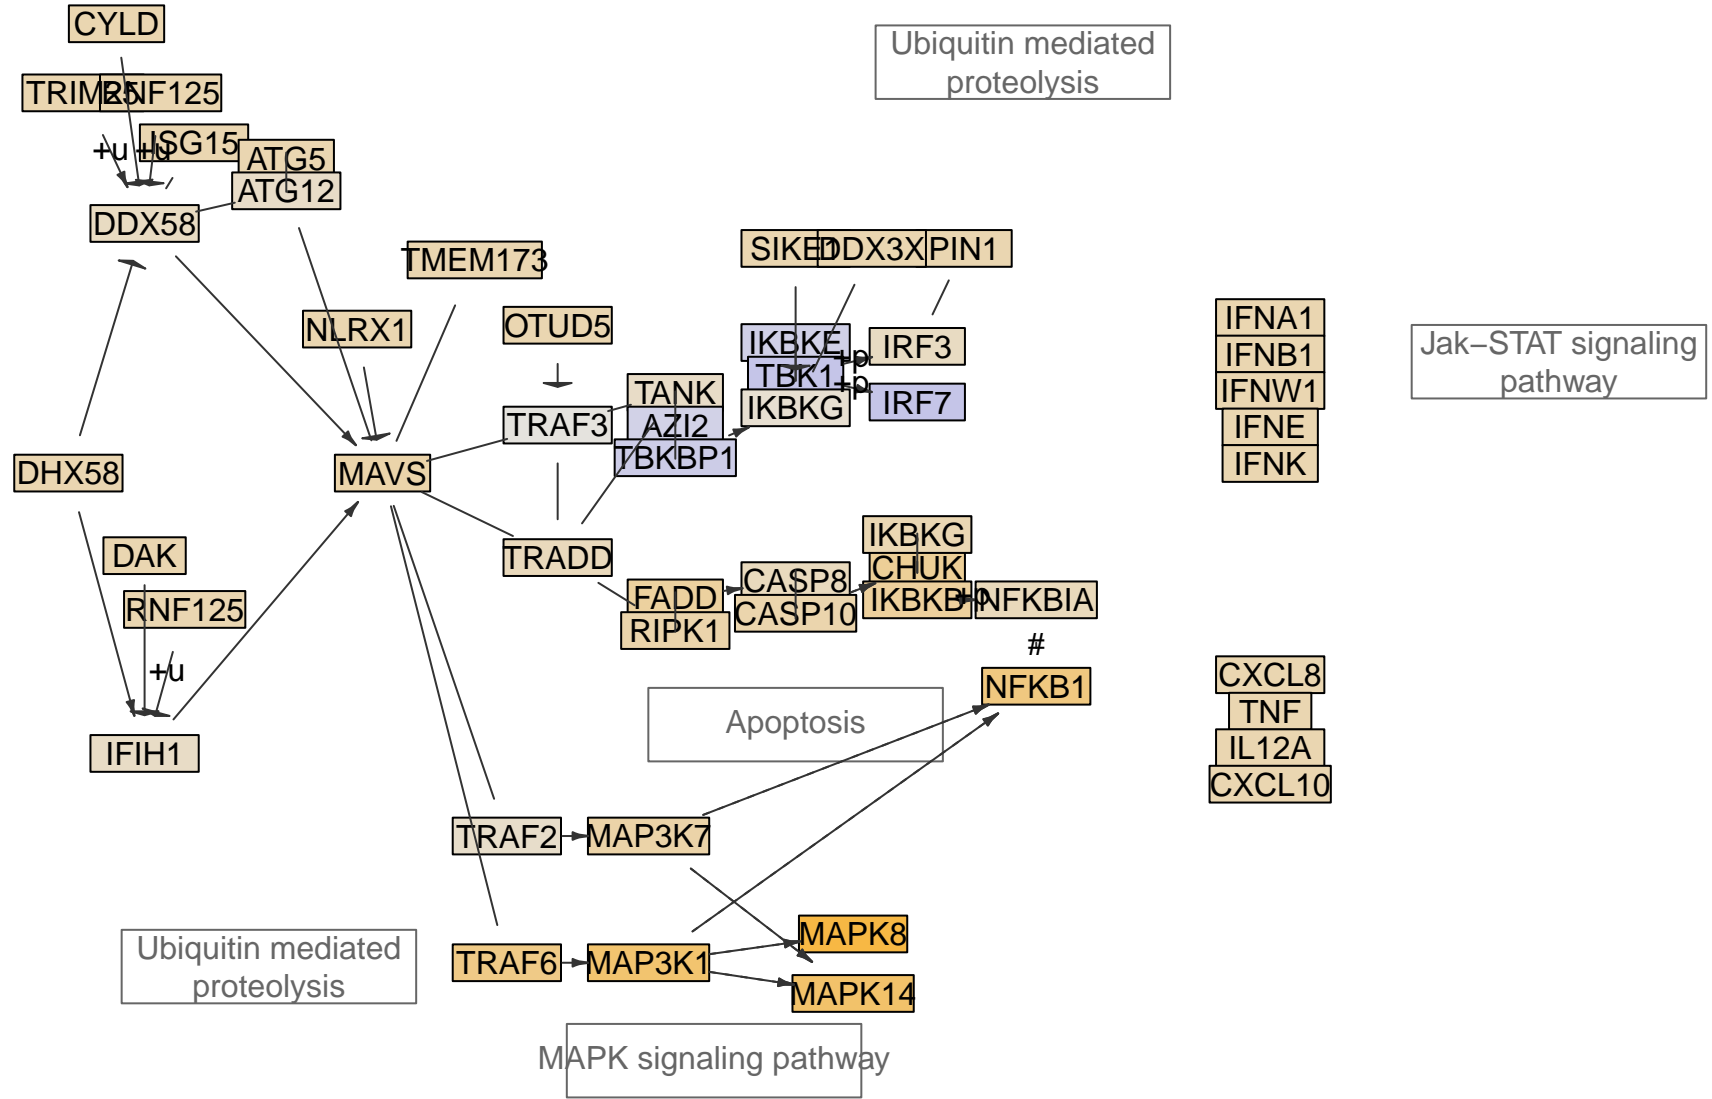 CYLD
Ubiquitin mediated
proteolysis
TRIM25
RNF125
ISG15
+u
+u
ATG5
ATG12
DDX58
TMEM173
SIKE1
DDX3X
PIN1
NLRX1
OTUD5
IFNA1
IFNB1
IFNW1
IFNE
IFNK
Jak−STAT signaling
pathway
IKBKE
TBK1
IKBKG
+p
+p
IRF3
IRF7
TRAF3
TANK
AZI2
TBKBP1
DHX58
MAVS
DAK
RNF125
+u
IFIH1
TRADD
FADD
RIPK1
CASP8
CASP10
IKBKG
CHUK
IKBKB
+p
NFKBIA
#
NFKB1
Apoptosis
CXCL8
TNF
IL12A
CXCL10
TRAF2
MAP3K7
MAPK8
TRAF6
MAP3K1
MAPK14
Ubiquitin mediated
proteolysis
MAPK signaling pathway